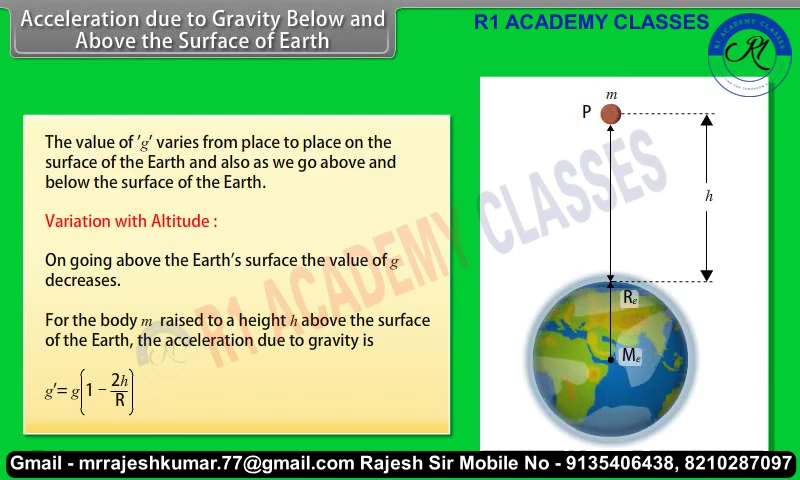 Acceleration due to Gravity Below and
Above the Surface of Earth
R1 ACADEMY CLASSES
R1 ACADEMY CLASSES
R1
The value of 'g' varies from place to place on the
surface of the Earth and also as we go above and
below the surface of the Earth.
Variation with Altitude :
On going above the Earth's surface the value of g
decreases.
For the body m raised to a height h above the surface
of the Earth, the acceleration due to gravity is
g′= g(1 − 2h/R)
m
P
h
Re
Me
R1 ACADEMY CLASSES
Gmail - mrrajeshkumar.77@gmail.com Rajesh Sir Mobile No - 9135406438, 8210287097